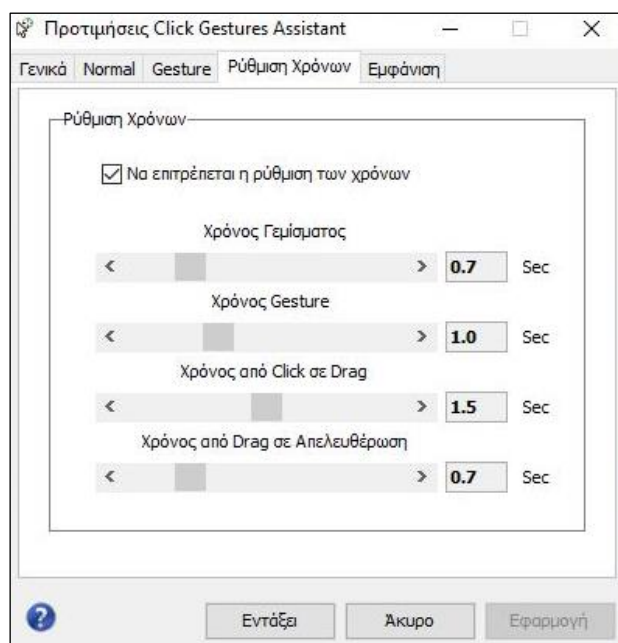 Προτιμήσεις Click Gestures Assistant
Γενικά Normal Gesture Ρύθμιση Χρόνων Εμφάνιση
Ρύθμιση Χρόνων
Να επιτρέπεται η ρύθμιση των χρόνων
Χρόνος Γεμίσματος
0.7 Sec
Χρόνος Gesture
1.0 Sec
Χρόνος από Click σε Drag
1.5 Sec
Χρόνος από Drag σε Απελευθέρωση
0.7 Sec
Εντάξει Άκυρο Εφαρμογή